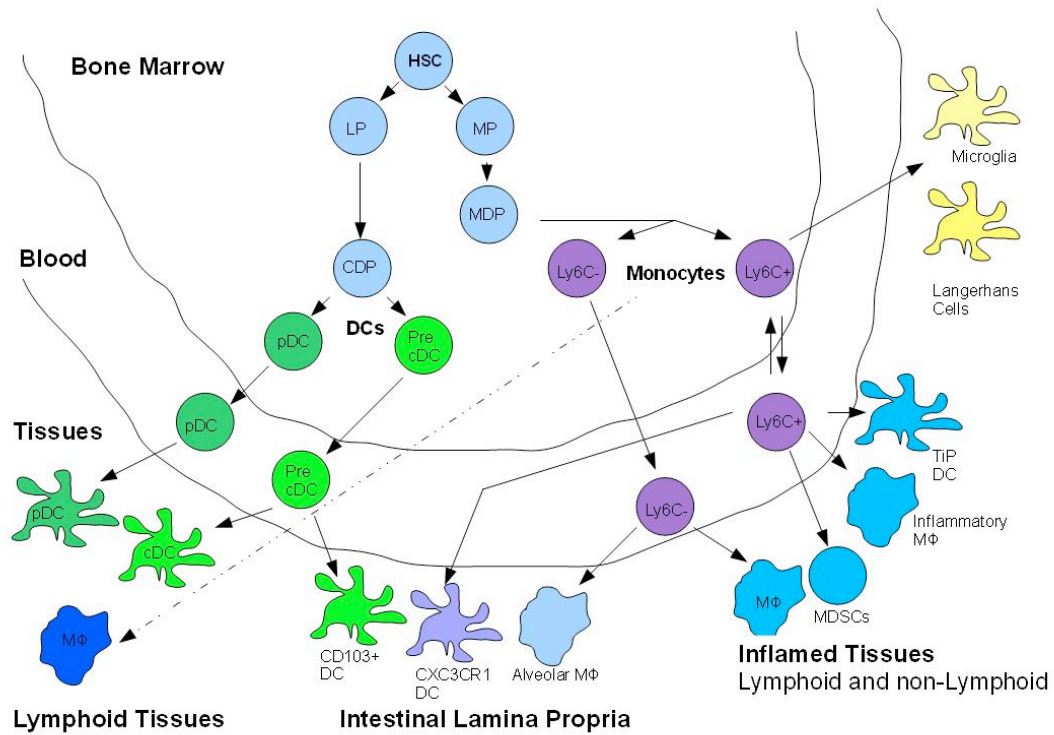 Bone Marrow
HSC
LP
MP
MDP
Microglia
Blood
CDP
Ly6C-
Monocytes
Ly6C+
Langerhans
Cells
DCs
pDC
Pre
cDC
Tissues
pDC
Ly6C+
TiP
DC
Pre
cDC
pDC
cDC
Ly6C-
Inflammatory
MΦ
MΦ
CD103+
DC
CXC3CR1
DC
Alveolar MΦ
MΦ
MDSCs
Inflamed Tissues
Lymphoid and non-Lymphoid
Lymphoid Tissues
Intestinal Lamina Propria